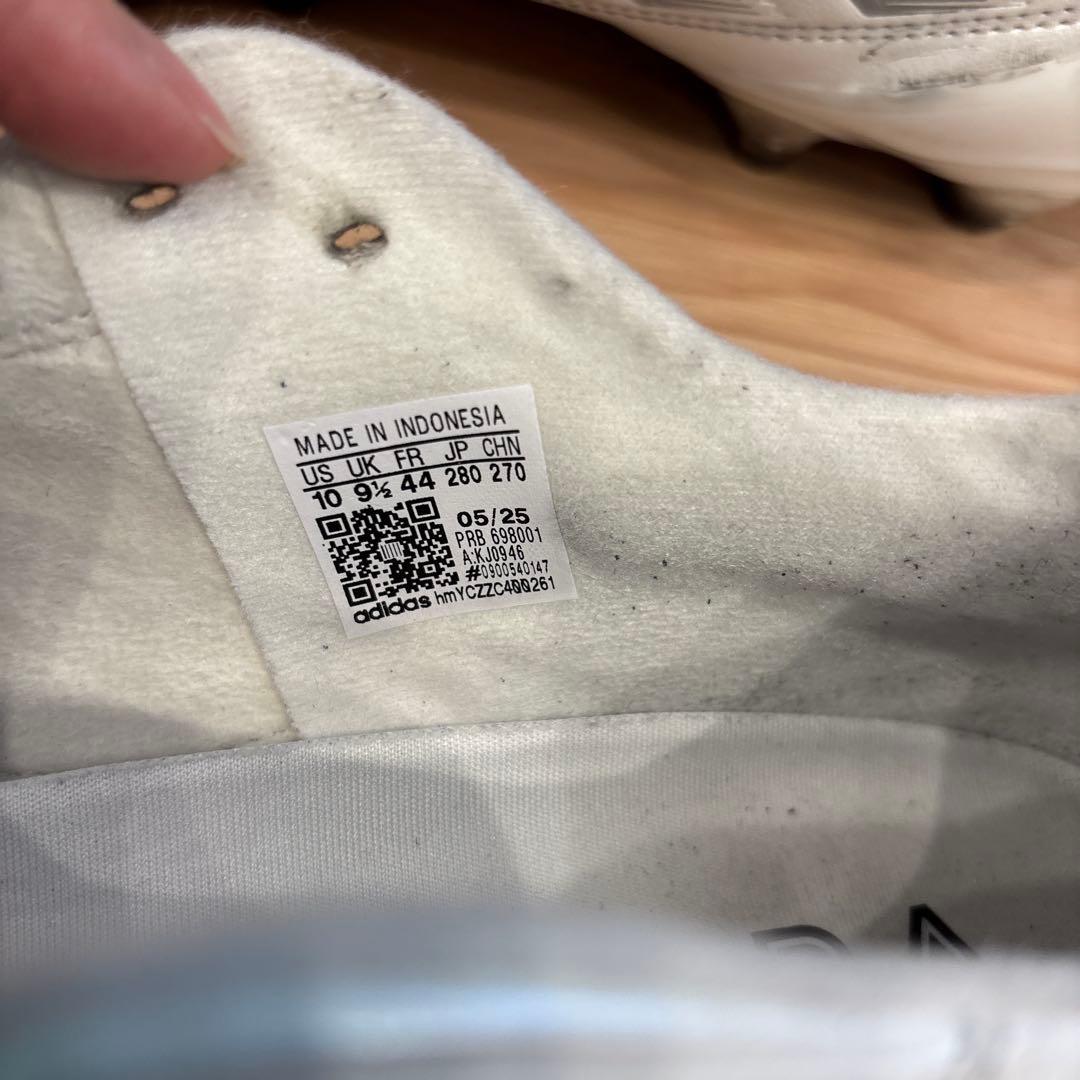 MADE IN INDONESIA
US UK FR JP CHN
10 9½ 44 280 270
05/25
PRB 698001
A:KJ0946
#0900540147
adidas hmYCZZC400261